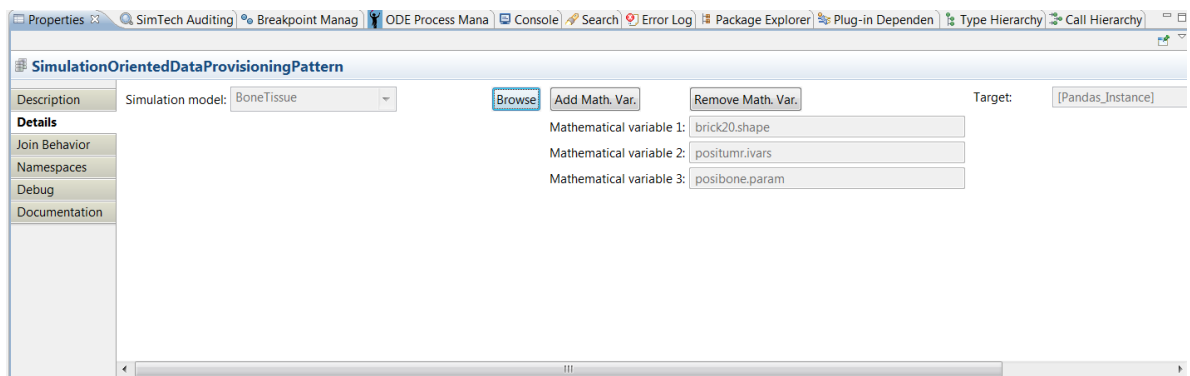 Properties SimTech Auditing Breakpoint Manag ODE Process Mana Console Search Error Log Package Explorer Plug-in Dependen Type Hierarchy Call Hierarchy
SimulationOrientedDataProvisioningPattern
Description Simulation model: BoneTissue Browse Add Math. Var. Remove Math. Var. Target: [Pandas_Instance]
Details
Mathematical variable 1: brick20.shape
Join Behavior
Mathematical variable 2: positumr.ivars
Namespaces
Mathematical variable 3: posibone.param
Debug
Documentation